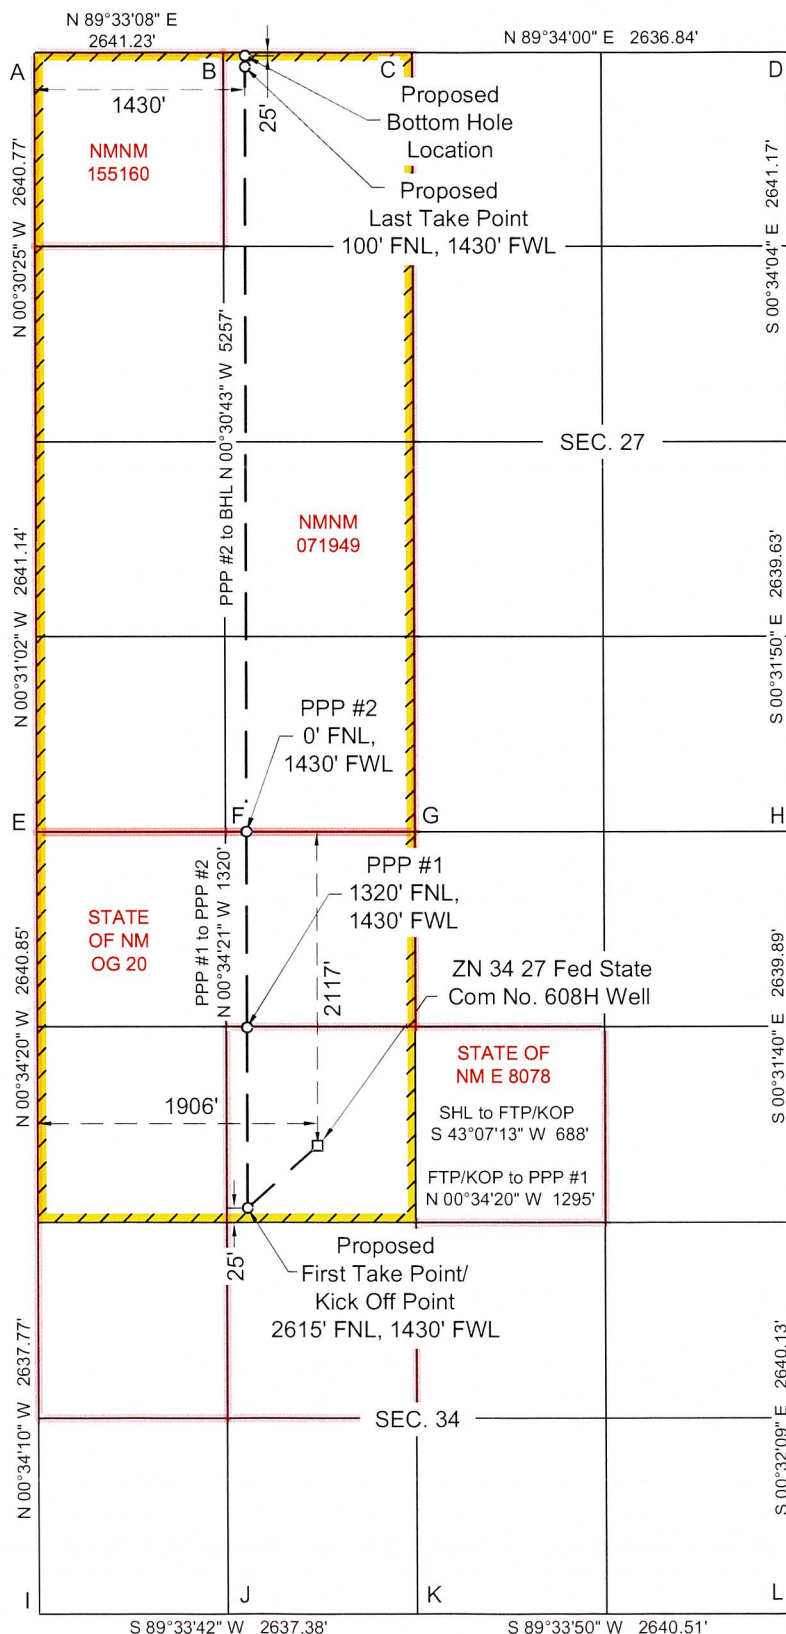 N 89°33'08" E
2641.23'
N 89°34'00" E 2636.84'
A
B
C
D
1430'
25'
Proposed
Bottom Hole
Location
NMNM
155160
Proposed
Last Take Point
100' FNL, 1430' FWL
N 00°30'25" W 2640.77'
S 00°34'04" E 2641.17'
PPP #2 to BHL N 00°30'43" W 5257'
SEC. 27
NMNM
071949
N 00°31'02" W 2641.14'
S 00°31'50" E 2639.63'
PPP #2
0' FNL,
1430' FWL
E
F
G
H
PPP #1
1320' FNL,
1430' FWL
STATE
OF NM
OG 20
PPP #1 to PPP #2
N 00°34'21" W 1320'
2117'
ZN 34 27 Fed State
Com No. 608H Well
N 00°34'20" W 2640.85'
S 00°31'40" E 2639.89'
STATE OF
NM E 8078
1906'
SHL to FTP/KOP
S 43°07'13" W 688'
FTP/KOP to PPP #1
N 00°34'20" W 1295'
25'
Proposed
First Take Point/
Kick Off Point
2615' FNL, 1430' FWL
N 00°34'10" W 2637.77'
S 00°32'09" E 2640.13'
SEC. 34
I
J
K
L
S 89°33'42" W 2637.38'
S 89°33'50" W 2640.51'